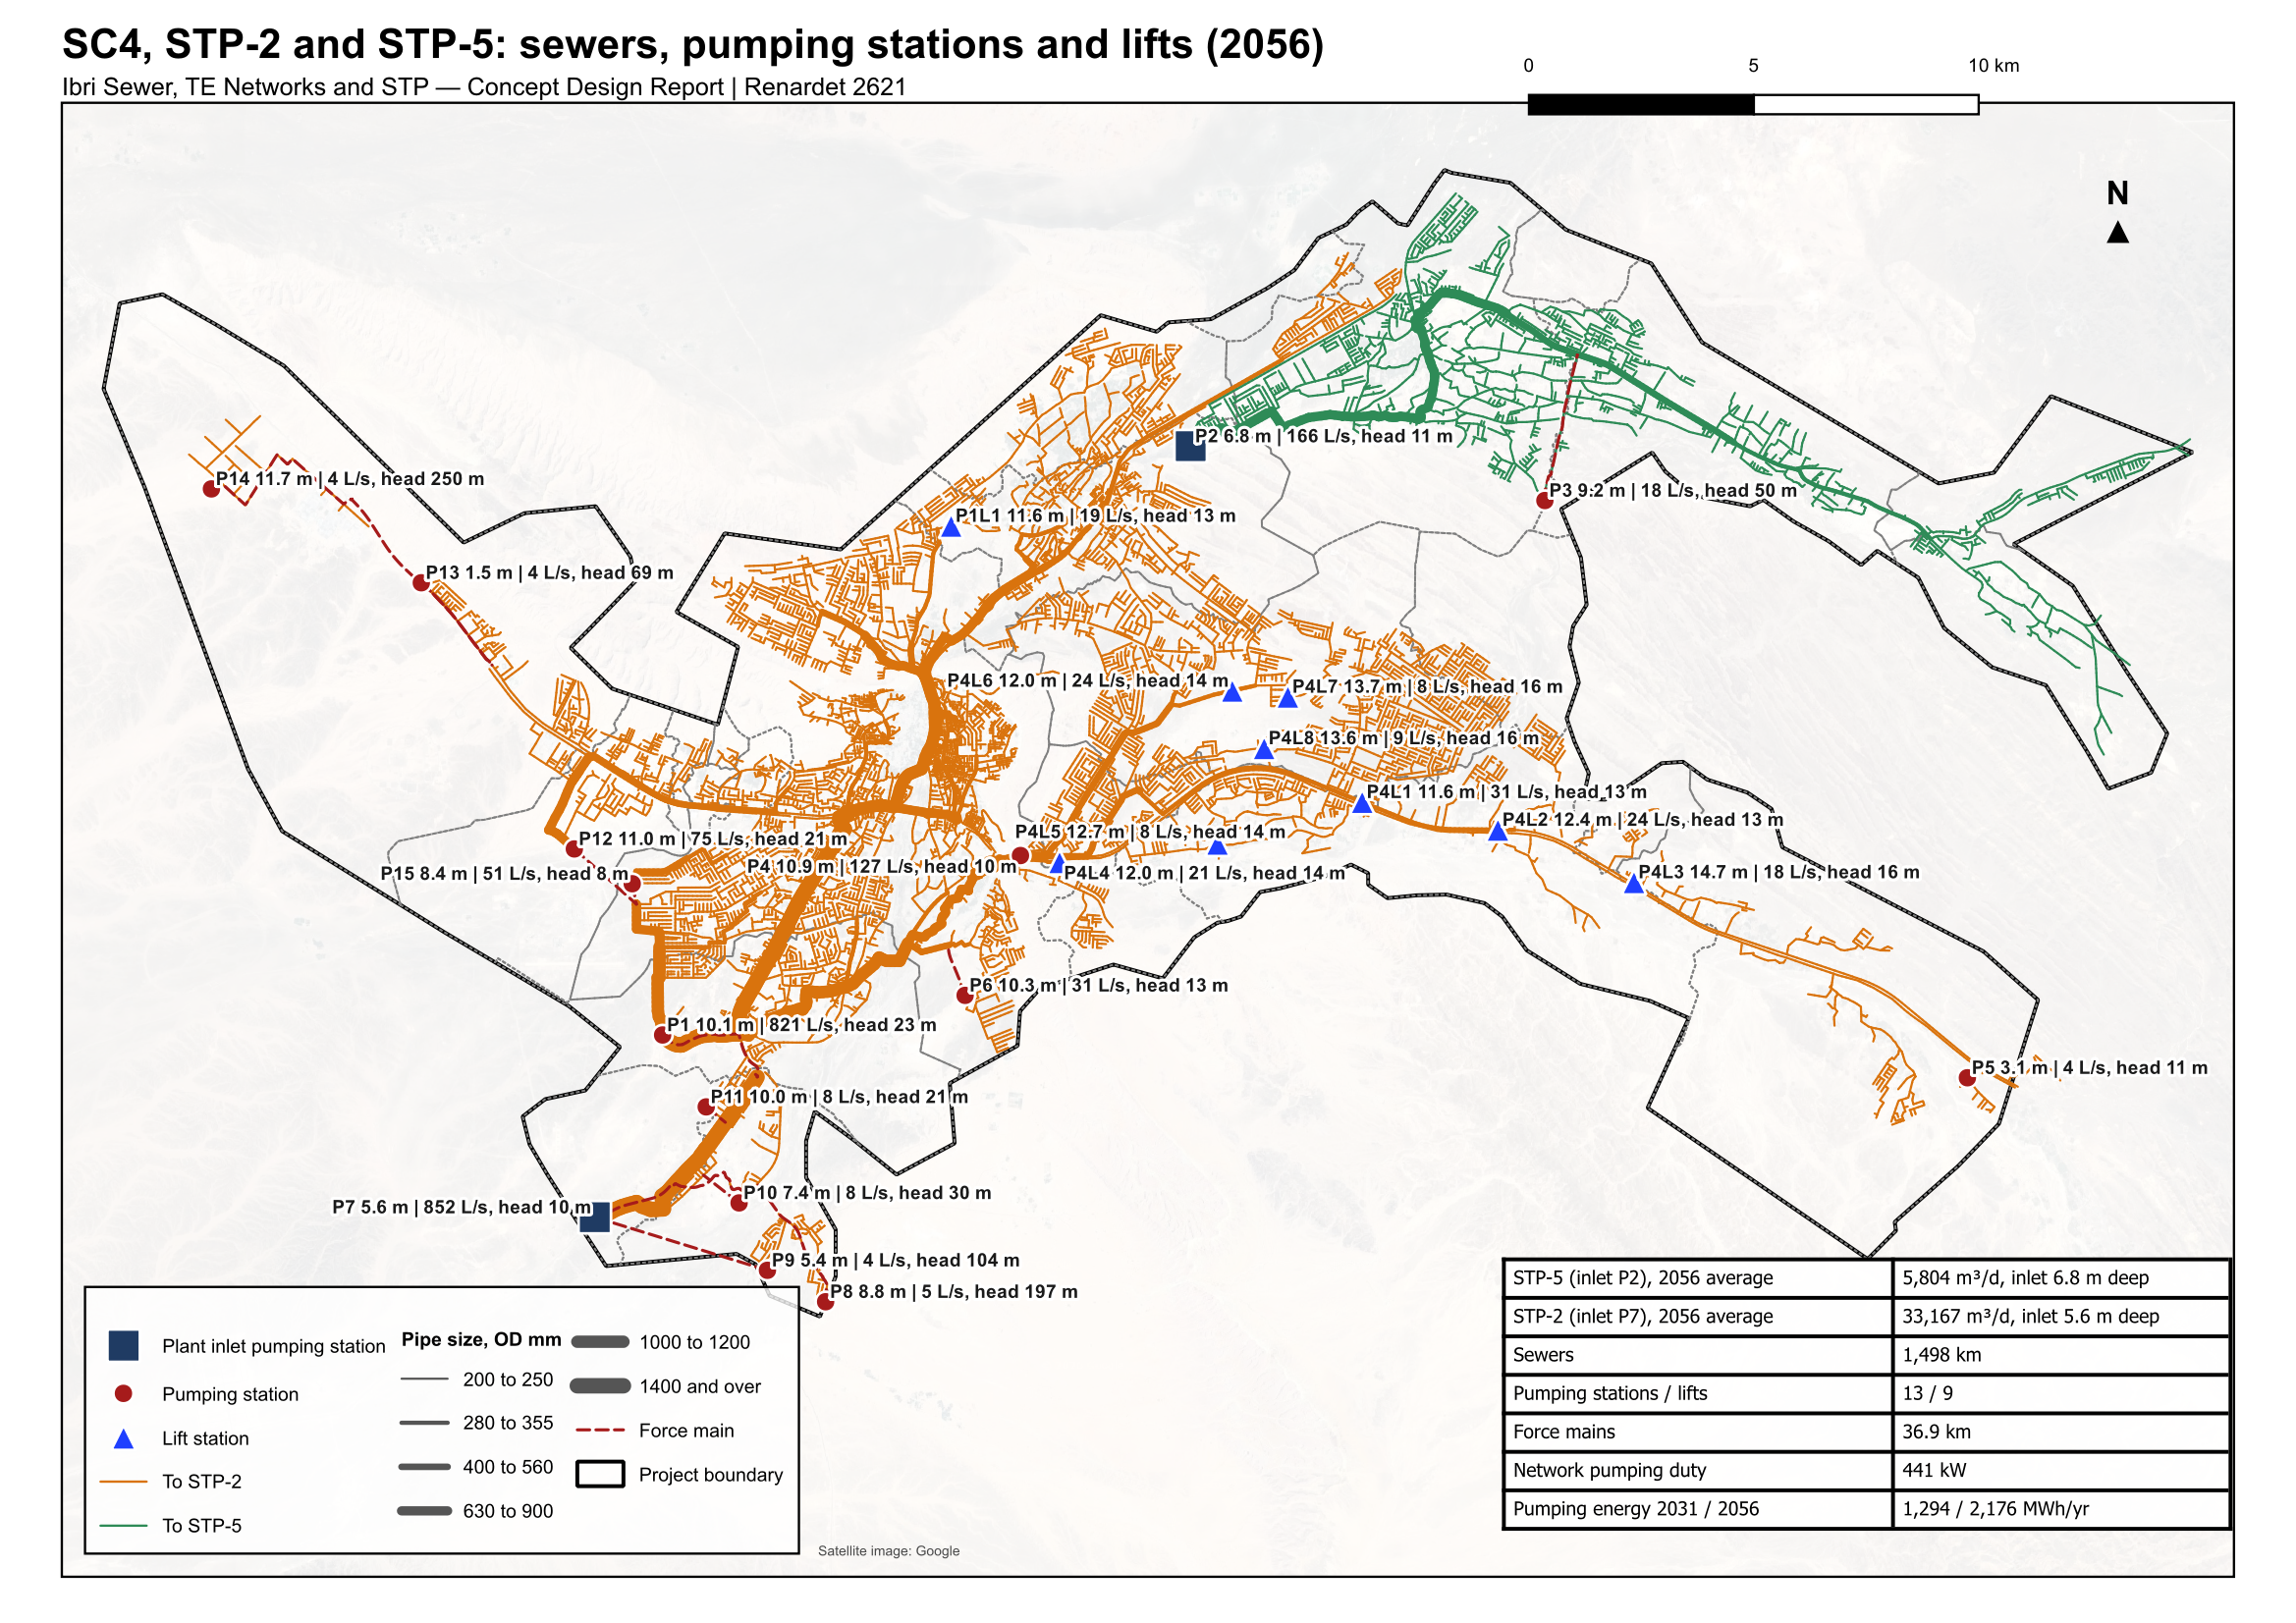 SC4, STP-2 and STP-5: sewers, pumping stations and lifts (2056)
Ibri Sewer, TE Networks and STP — Concept Design Report | Renardet 2621
0 5 10 km
N
P2 6.8 m | 166 L/s, head 11 m
P14 11.7 m | 4 L/s, head 250 m
P3 9.2 m | 18 L/s, head 50 m
P1L1 11.6 m | 19 L/s, head 13 m
P13 1.5 m | 4 L/s, head 69 m
P4L6 12.0 m | 24 L/s, head 14 m
P4L7 13.7 m | 8 L/s, head 16 m
P4L8 13.6 m | 9 L/s, head 16 m
P4L1 11.6 m | 31 L/s, head 13 m
P4L2 12.4 m | 24 L/s, head 13 m
P4L5 12.7 m | 8 L/s, head 14 m
P12 11.0 m | 75 L/s, head 21 m
P4 10.9 m | 127 L/s, head 10 m
P15 8.4 m | 51 L/s, head 8 m
P4L4 12.0 m | 21 L/s, head 14 m
P4L3 14.7 m | 18 L/s, head 16 m
P6 10.3 m | 31 L/s, head 13 m
P1 10.1 m | 821 L/s, head 23 m
P5 3.1 m | 4 L/s, head 11 m
P11 10.0 m | 8 L/s, head 21 m
P10 7.4 m | 8 L/s, head 30 m
P7 5.6 m | 852 L/s, head 10 m
P9 5.4 m | 4 L/s, head 104 m
P8 8.8 m | 5 L/s, head 197 m
Plant inlet pumping station
Pumping station
Lift station
To STP-2
To STP-5
Pipe size, OD mm
200 to 250
280 to 355
400 to 560
630 to 900
1000 to 1200
1400 and over
Force main
Project boundary
Satellite image: Google
STP-5 (inlet P2), 2056 average 5,804 m³/d, inlet 6.8 m deep
STP-2 (inlet P7), 2056 average 33,167 m³/d, inlet 5.6 m deep
Sewers 1,498 km
Pumping stations / lifts 13 / 9
Force mains 36.9 km
Network pumping duty 441 kW
Pumping energy 2031 / 2056 1,294 / 2,176 MWh/yr